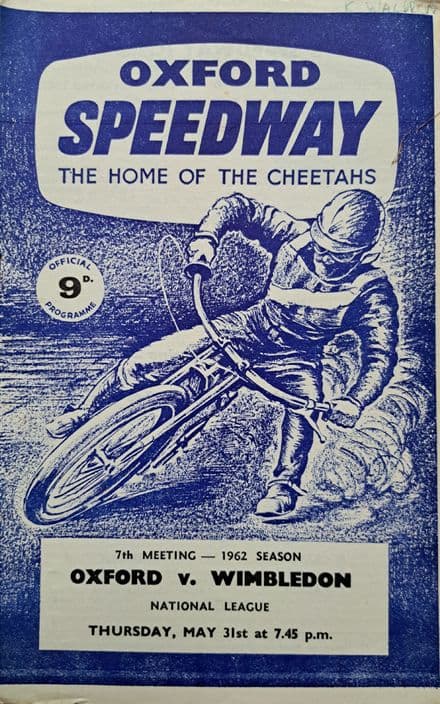 OXFORD
SPEEDWAY
THE HOME OF THE CHEETAHS
OFFICIAL
9D.
PROGRAMME
7th MEETING — 1962 SEASON
OXFORD v. WIMBLEDON
NATIONAL LEAGUE
THURSDAY, MAY 31st at 7.45 p.m.